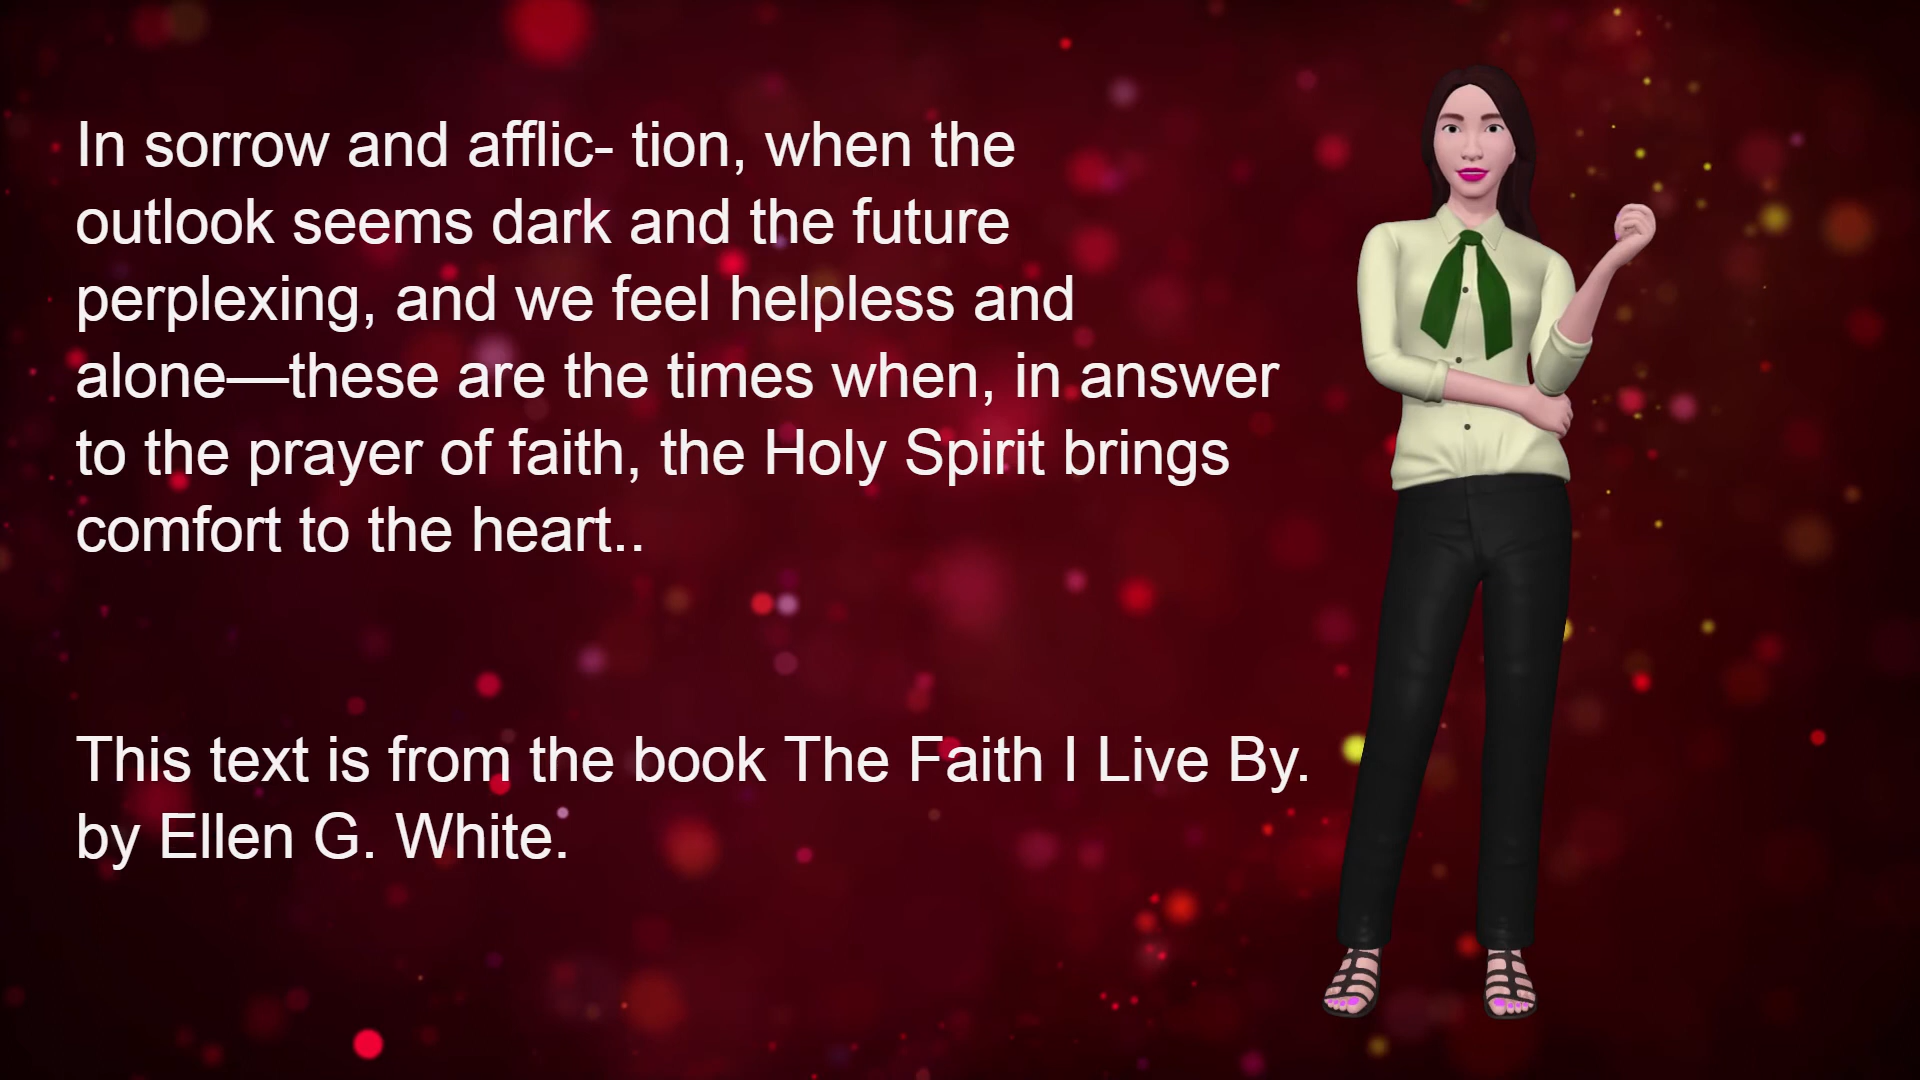 In sorrow and afflic- tion, when the
outlook seems dark and the future
perplexing, and we feel helpless and
alone—these are the times when, in answer
to the prayer of faith, the Holy Spirit brings
comfort to the heart..
This text is from the book The Faith I Live By.
by Ellen G. White.